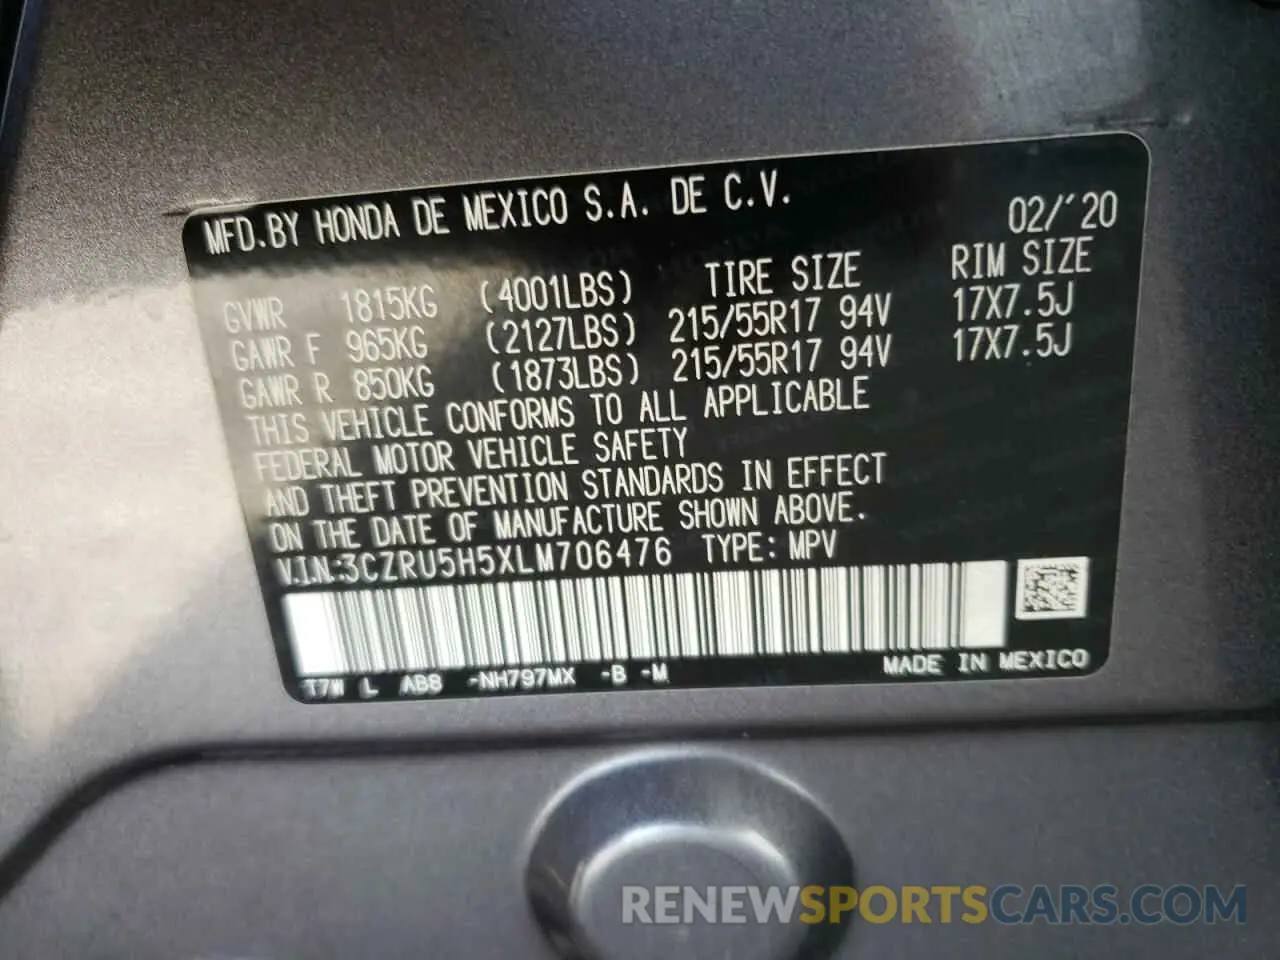 MFD.BY HONDA DE MEXICO S.A. DE C.V.
02/'20
GVWR 1815KG (4001LBS) TIRE SIZE RIM SIZE
GAWR F 965KG (2127LBS) 215/55R17 94V 17X7.5J
GAWR R 850KG (1873LBS) 215/55R17 94V 17X7.5J
THIS VEHICLE CONFORMS TO ALL APPLICABLE
FEDERAL MOTOR VEHICLE SAFETY
AND THEFT PREVENTION STANDARDS IN EFFECT
ON THE DATE OF MANUFACTURE SHOWN ABOVE.
V.I.N:3CZRU5H5XLM706476 TYPE: MPV
T7W L AB8 -NH797MX -B -M
MADE IN MEXICO
RENEWSPORTSCARS.COM